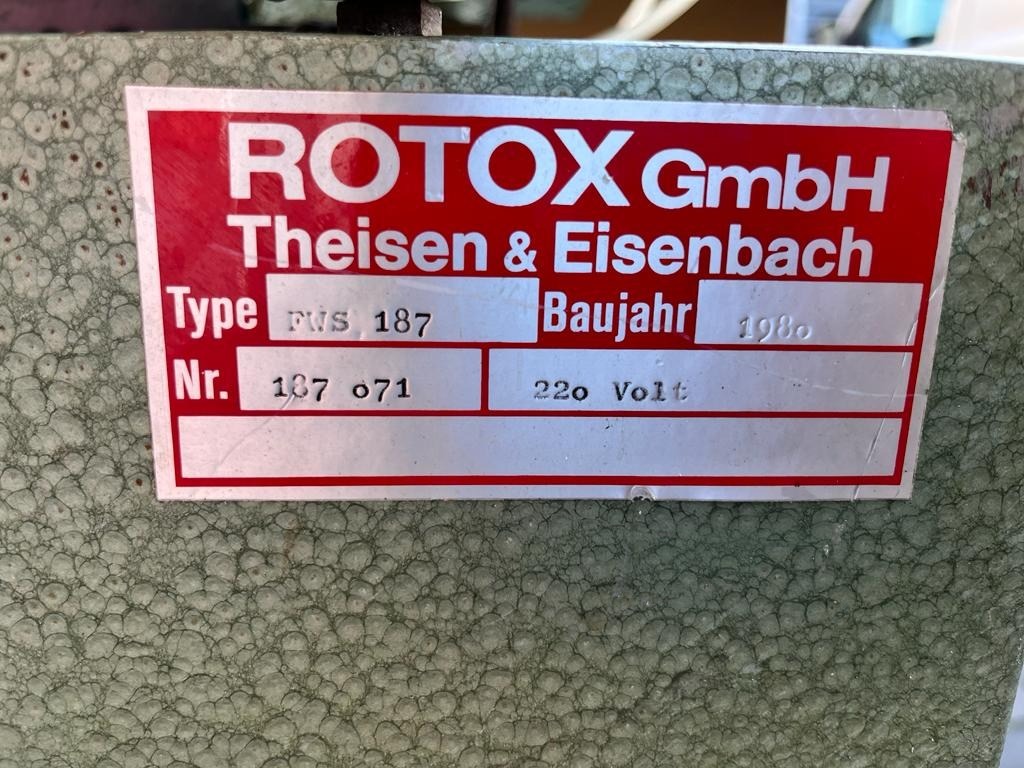 ROTOX GmbH
Theisen & Eisenbach
Type FWS 187 Baujahr 198o
Nr. 187 o71 22o Volt